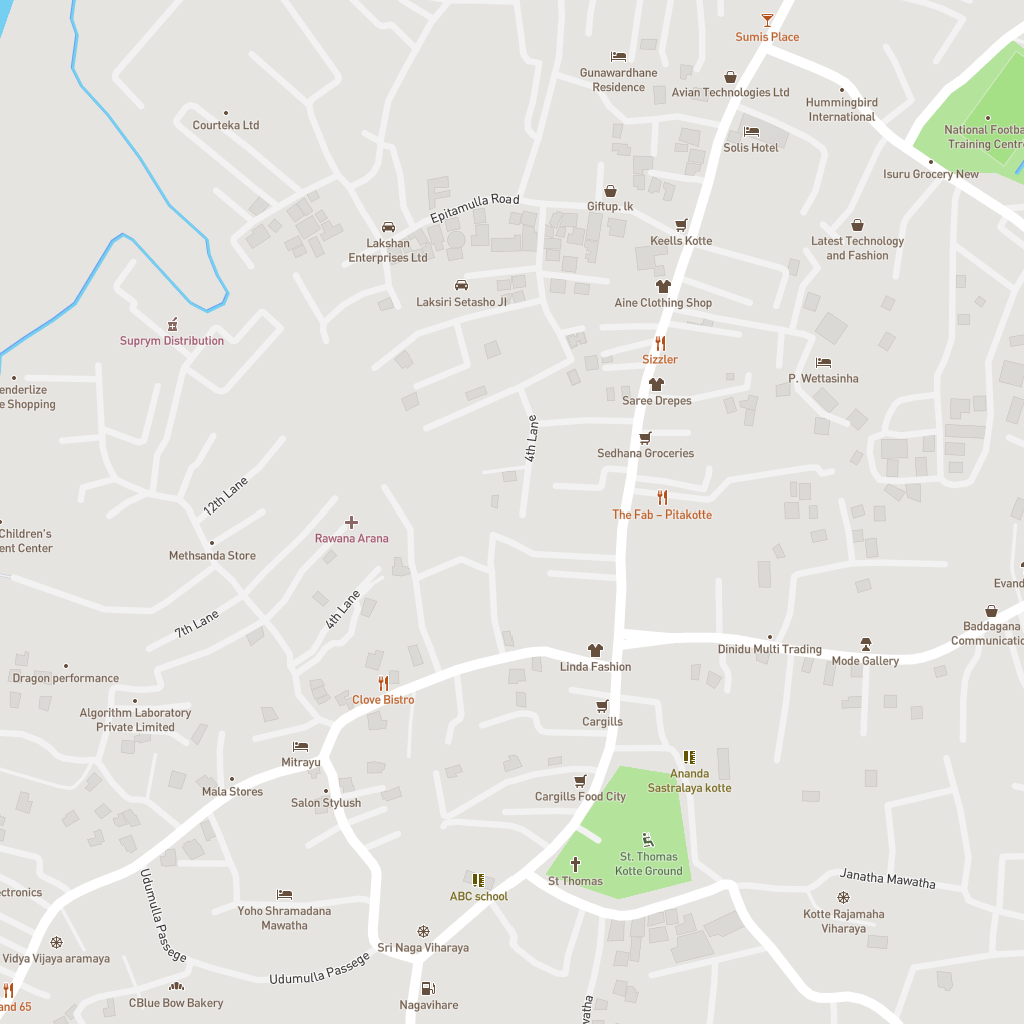 Sumis Place
Gunawardhane
Residence
Avian Technologies Ltd
Hummingbird
International
Courteka Ltd
Solis Hotel
National Footba
Training Centre
Isuru Grocery New
Epitamulla Road
Giftup. lk
Lakshan
Enterprises Ltd
Keells Kotte
Latest Technology
and Fashion
Laksiri Setasho JI
Aine Clothing Shop
Suprym Distribution
Sizzler
P. Wettasinha
enderlize
e Shopping
Saree Drepes
4th Lane
Sedhana Groceries
12th Lane
The Fab – Pitakotte
Children's
ent Center
Rawana Arana
Methsanda Store
Evand
4th Lane
7th Lane
Baddagana
Communication
Dinidu Multi Trading
Mode Gallery
Linda Fashion
Dragon performance
Clove Bistro
Algorithm Laboratory
Private Limited
Cargills
Mitrayu
Ananda
Sastralaya kotte
Mala Stores
Salon Stylush
Cargills Food City
St. Thomas
Kotte Ground
St Thomas
Janatha Mawatha
ectronics
ABC school
Udumulla Passege
Yoho Shramadana
Mawatha
Kotte Rajamaha
Viharaya
Sri Naga Viharaya
Vidya Vijaya aramaya
Udumulla Passege
CBlue Bow Bakery
Nagavihare
and 65
watha